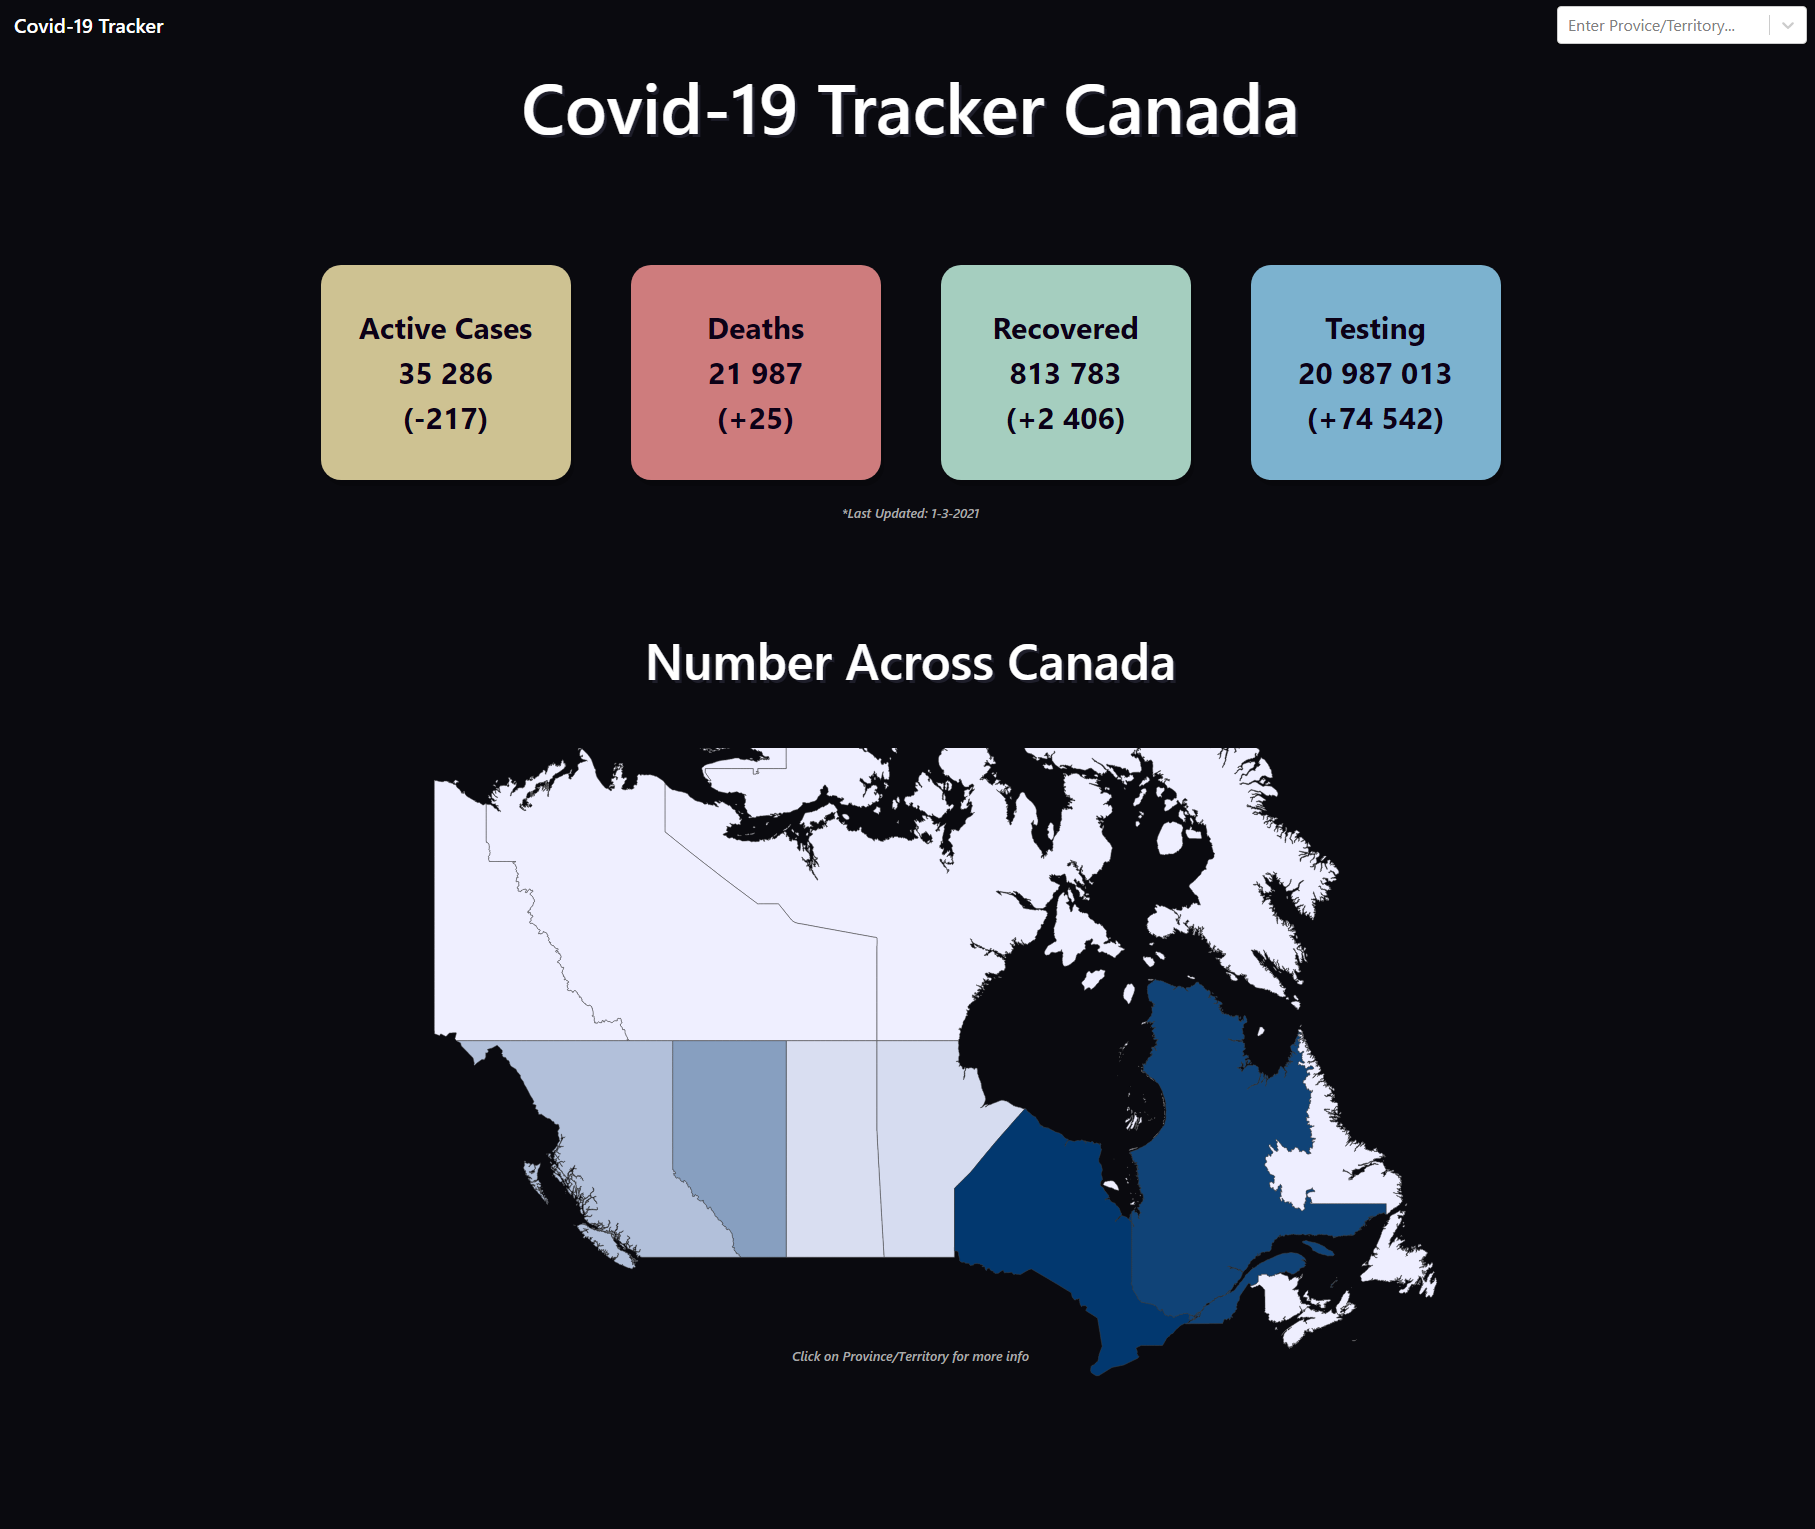 Covid-19 Tracker
Enter Provice/Territory...
Covid-19 Tracker Canada
Active Cases
35 286
(-217)
Deaths
21 987
(+25)
Recovered
813 783
(+2 406)
Testing
20 987 013
(+74 542)
*Last Updated: 1-3-2021
Number Across Canada
Click on Province/Territory for more info